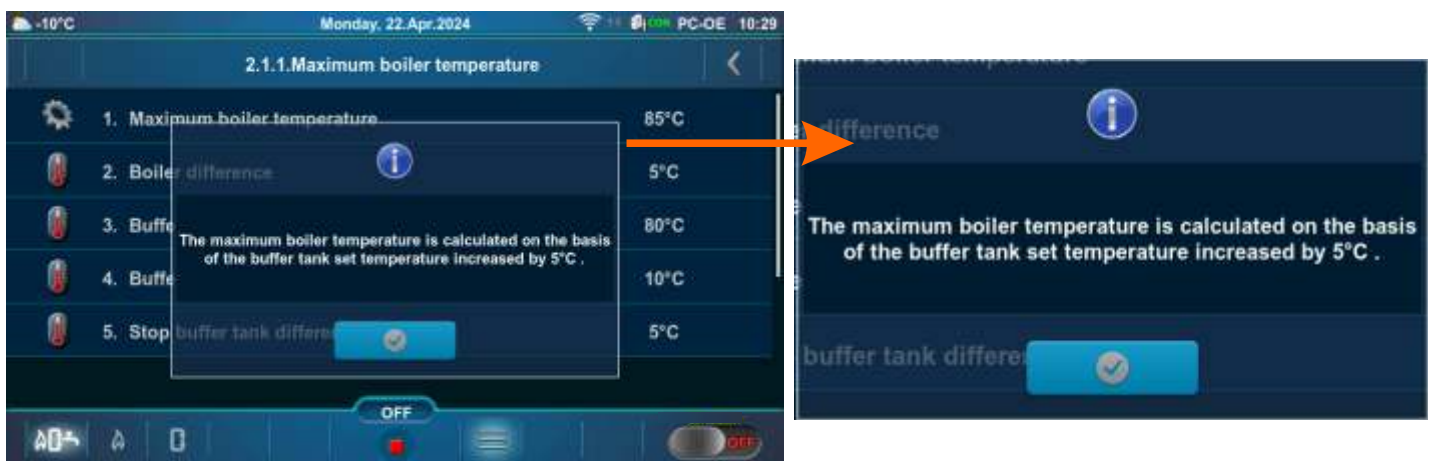 -10°C Monday, 22.Apr.2024 PC-OE 10:29
2.1.1.Maximum boiler temperature
1. Maximum boiler temperature 85°C
2. Boiler difference 5°C
3. Buffe 80°C
4. Buffe 10°C
5. Stop buffer tank differe 5°C
The maximum boiler temperature is calculated on the basis
of the buffer tank set temperature increased by 5°C .
OFF
OFF
difference
The maximum boiler temperature is calculated on the basis
of the buffer tank set temperature increased by 5°C .
buffer tank differe